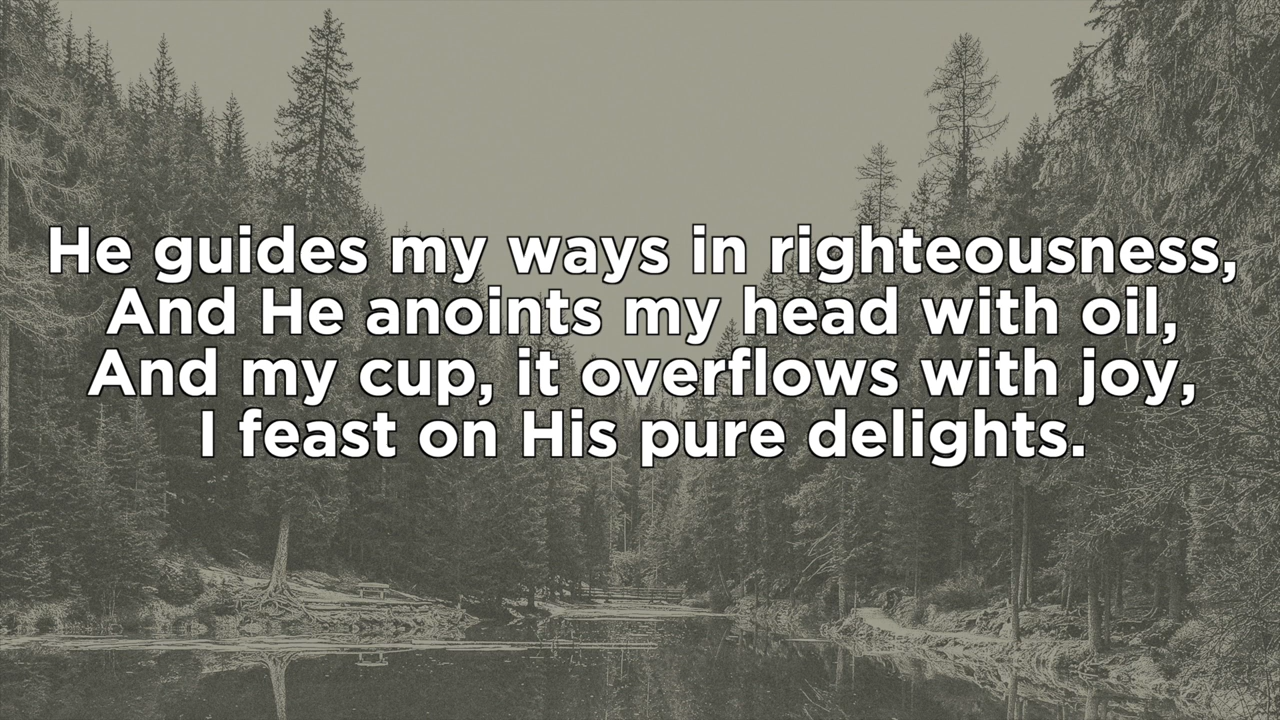 He guides my ways in righteousness,
And He anoints my head with oil,
And my cup, it overflows with joy,
I feast on His pure delights.